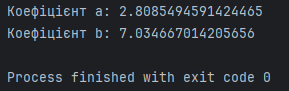 Коефіцієнт a: 2.8085494591424465
Коефіцієнт b: 7.034667014205656
Process finished with exit code 0